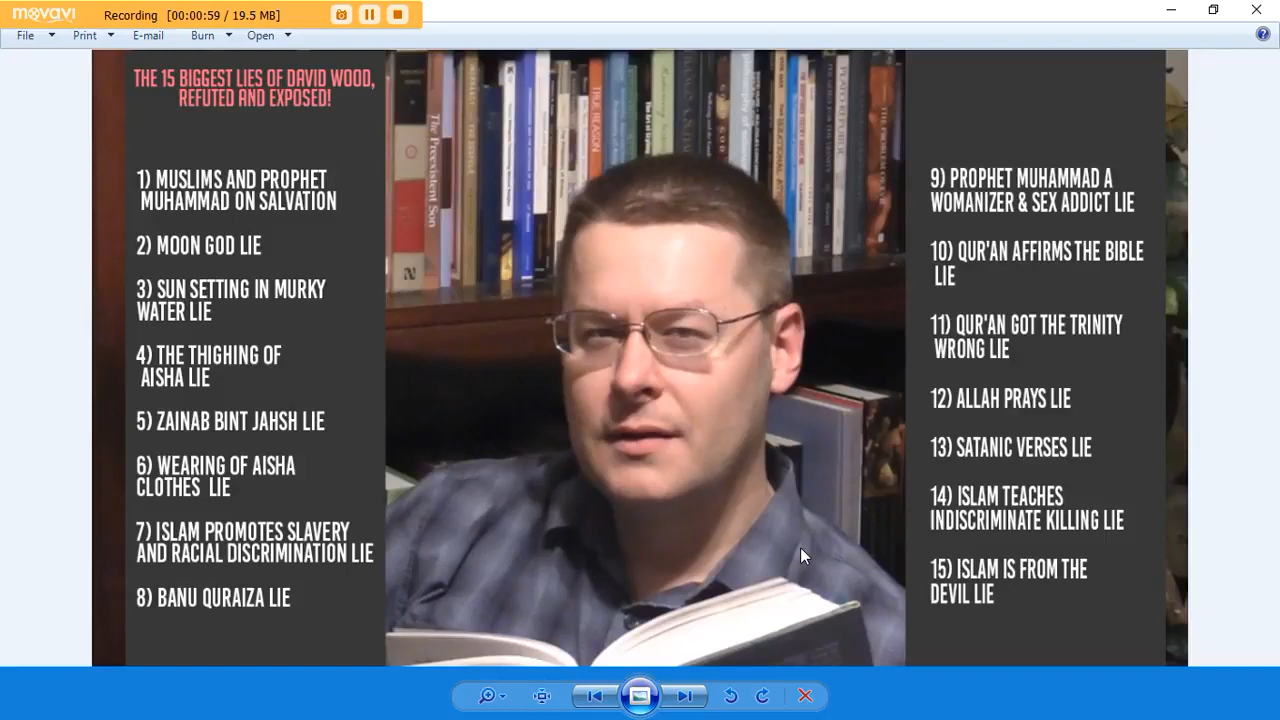 movavi
Recording [00:00:59 / 19.5 MB]
File Print E-mail Burn Open
THE 15 BIGGEST LIES OF DAVID WOOD,
REFUTED AND EXPOSED!
1) MUSLIMS AND PROPHET
MUHAMMAD ON SALVATION
2) MOON GOD LIE
3) SUN SETTING IN MURKY
WATER LIE
4) THE THIGHING OF
AISHA LIE
5) ZAINAB BINT JAHSH LIE
6) WEARING OF AISHA
CLOTHES LIE
7) ISLAM PROMOTES SLAVERY
AND RACIAL DISCRIMINATION LIE
8) BANU QURAIZA LIE
The Preexistent Son
TRUE REASON
9) PROPHET MUHAMMAD A
WOMANIZER & SEX ADDICT LIE
10) QUR'AN AFFIRMS THE BIBLE
LIE
11) QUR'AN GOT THE TRINITY
WRONG LIE
12) ALLAH PRAYS LIE
13) SATANIC VERSES LIE
14) ISLAM TEACHES
INDISCRIMINATE KILLING LIE
15) ISLAM IS FROM THE
DEVIL LIE